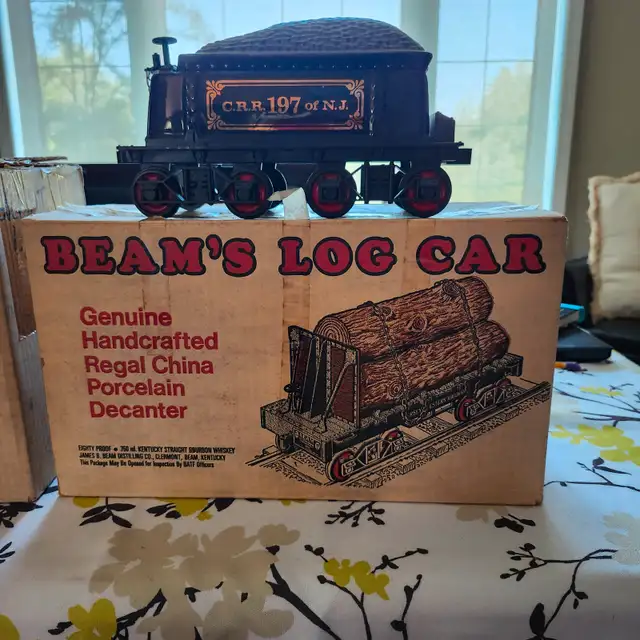 C.R.R. 197 of N.J.
BEAM'S LOG CAR
Genuine
Handcrafted
Regal China
Porcelain
Decanter
EIGHTY PROOF • 750 ml. KENTUCKY STRAIGHT BOURBON WHISKEY
JAMES B. BEAM DISTILLING CO., CLERMONT, BEAM, KENTUCKY
This Package May Be Opened for Inspection By BATF Officers